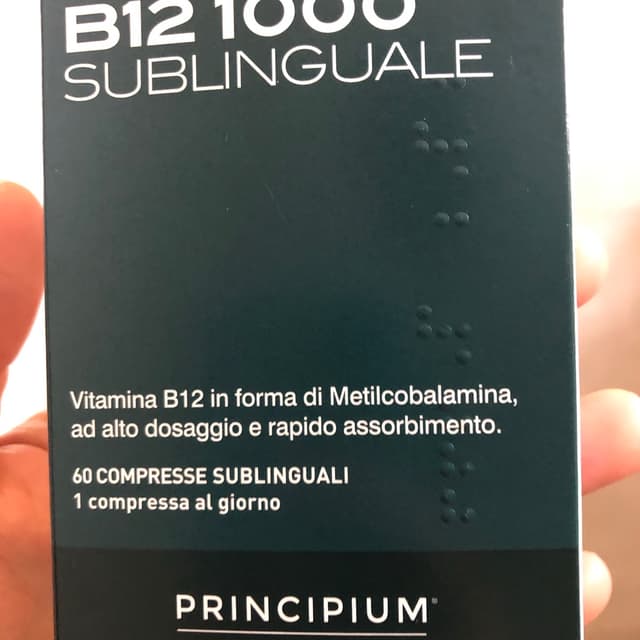 B12 1000
SUBLINGUALE
Vitamina B12 in forma di Metilcobalamina,
ad alto dosaggio e rapido assorbimento.
60 COMPRESSE SUBLINGUALI
1 compressa al giorno
PRINCIPIUM®